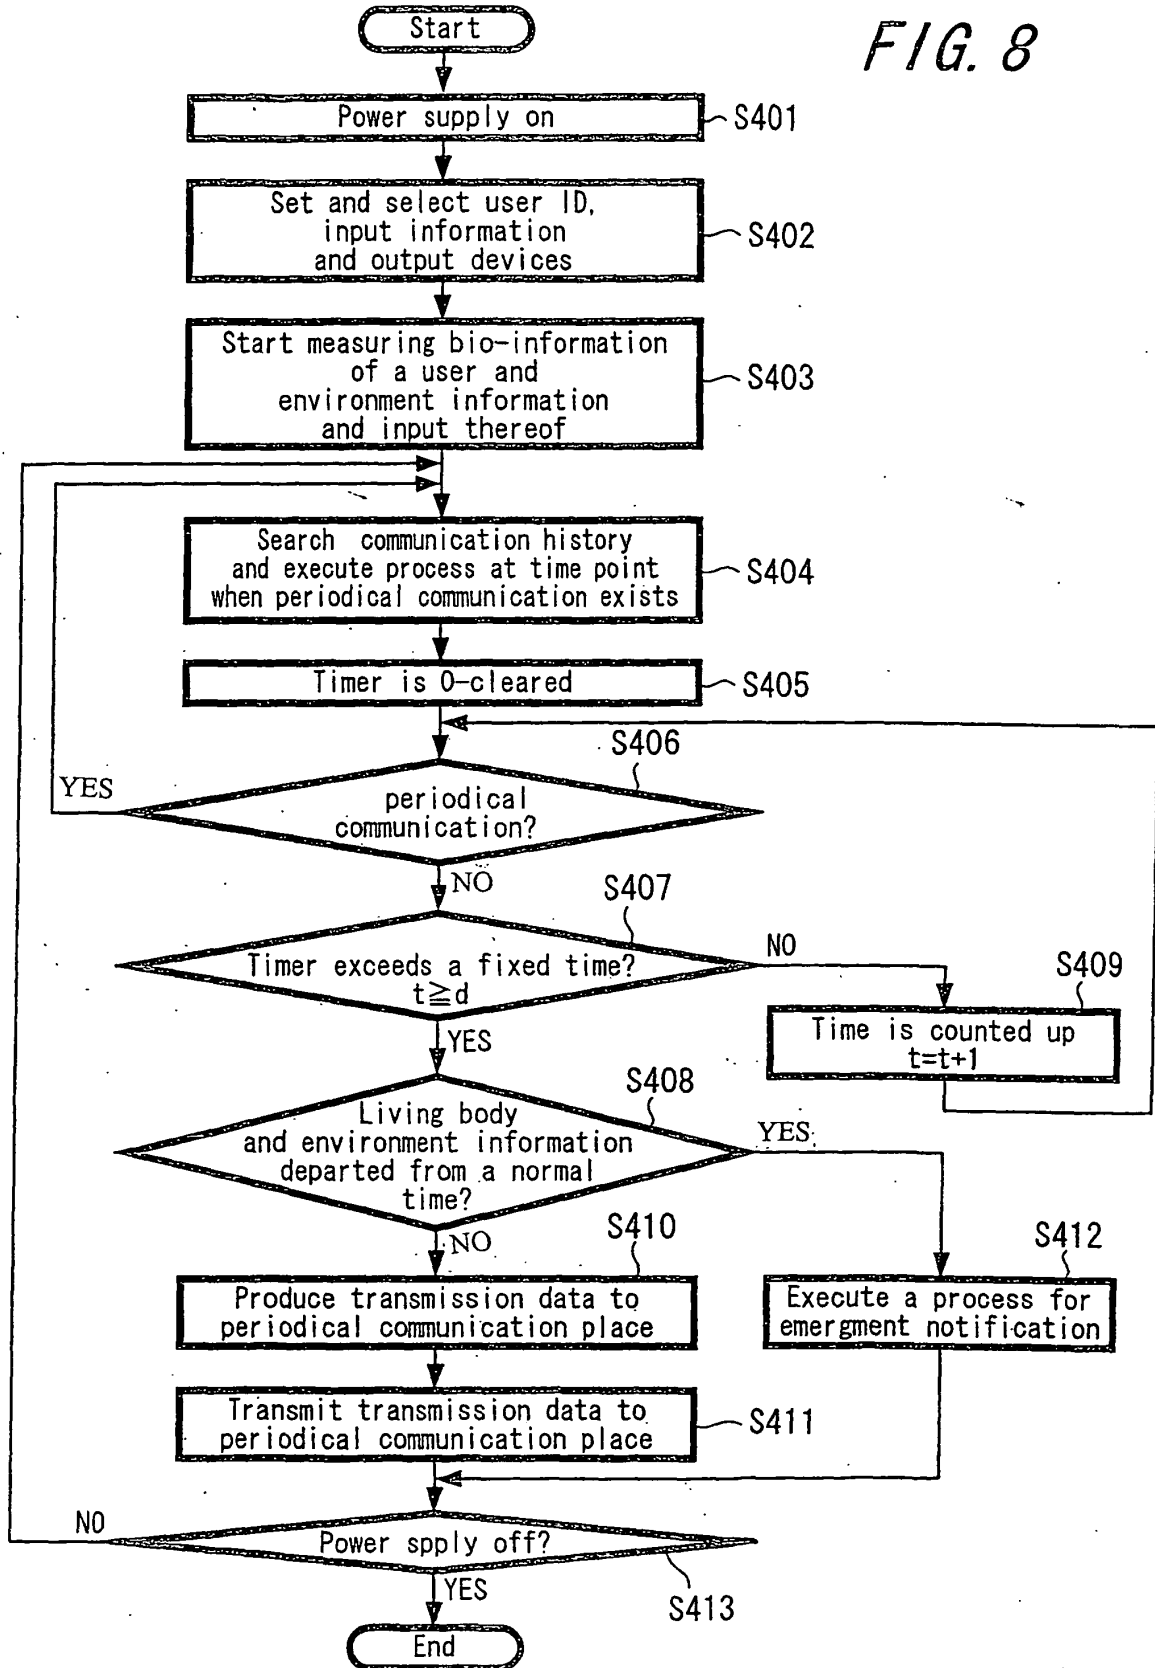 Start
FIG. 8
Power supply on
S401
Set and select user ID,
input information
and output devices
S402
Start measuring bio-information
of a user and
environment information
and input thereof
S403
Search communication history
and execute process at time point
when periodical communication exists
S404
Timer is 0-cleared
S405
S406
YES
periodical
communication?
NO
S407
Timer exceeds a fixed time?
t≧d
NO
S409
Time is counted up
t=t+1
YES
S408
Living body
and environment information
departed from a normal
time?
YES
NO
S410
Produce transmission data to
periodical communication place
S412
Execute a process for
emergment notification
Transmit transmission data to
periodical communication place
S411
NO
Power spply off?
YES
S413
End